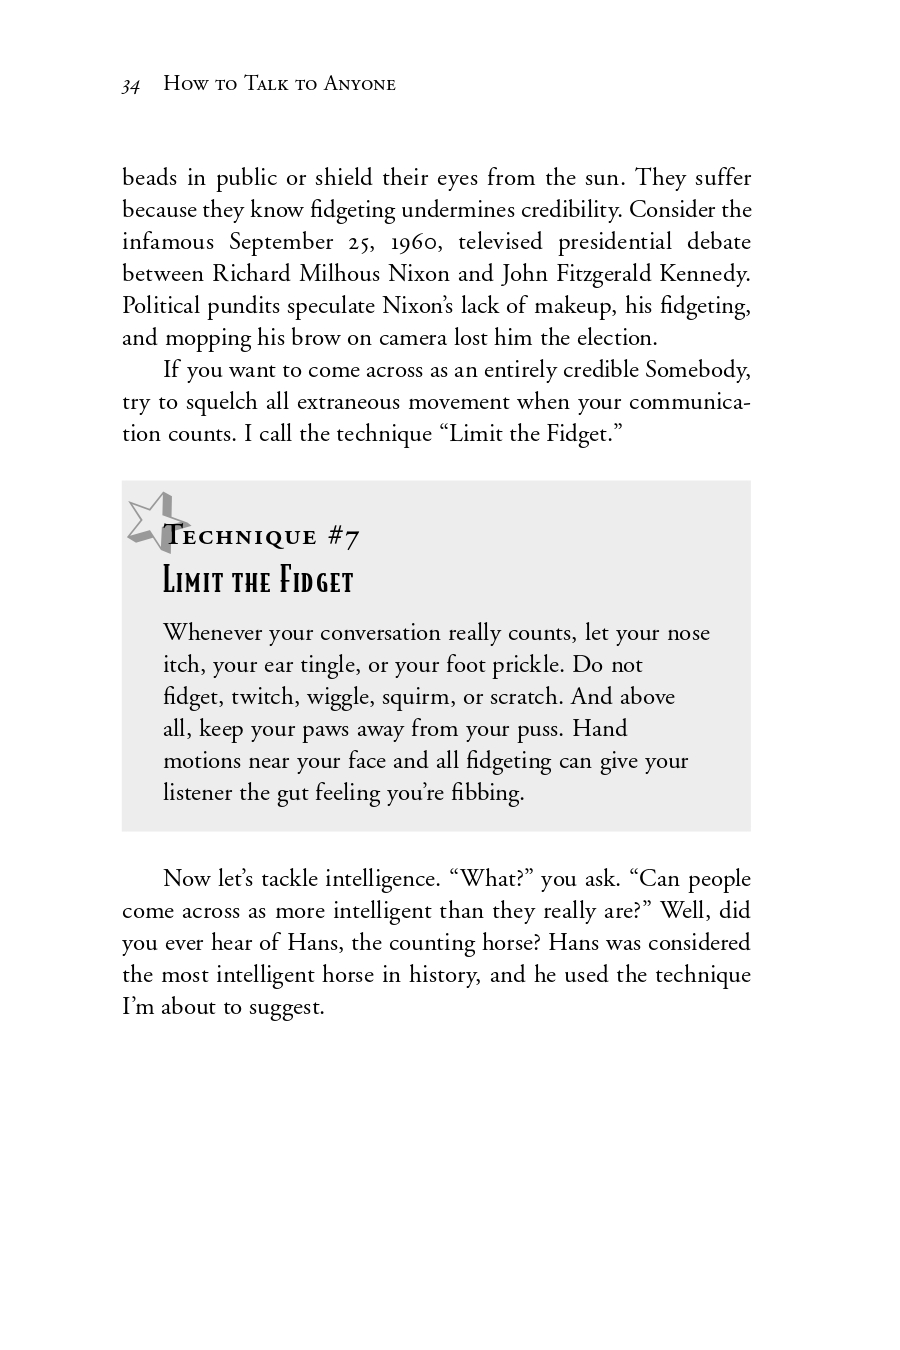 34 How to Talk to Anyone
beads in public or shield their eyes from the sun. They suffer
because they know fidgeting undermines credibility. Consider the
infamous September 25, 1960, televised presidential debate
between Richard Milhous Nixon and John Fitzgerald Kennedy.
Political pundits speculate Nixon’s lack of makeup, his fidgeting,
and mopping his brow on camera lost him the election.
If you want to come across as an entirely credible Somebody,
try to squelch all extraneous movement when your communica-
tion counts. I call the technique “Limit the Fidget.”
Technique #7
Limit the Fidget
Whenever your conversation really counts, let your nose
itch, your ear tingle, or your foot prickle. Do not
fidget, twitch, wiggle, squirm, or scratch. And above
all, keep your paws away from your puss. Hand
motions near your face and all fidgeting can give your
listener the gut feeling you’re fibbing.
Now let’s tackle intelligence. “What?” you ask. “Can people
come across as more intelligent than they really are?” Well, did
you ever hear of Hans, the counting horse? Hans was considered
the most intelligent horse in history, and he used the technique
I’m about to suggest.